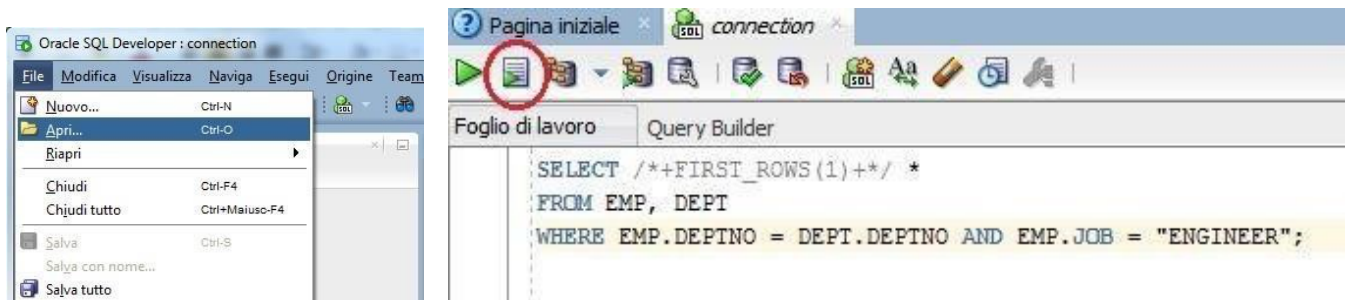 Oracle SQL Developer : connection
File Modifica Visualizza Naviga Esegui Origine Team
Nuovo... Ctrl-N
Apri... Ctrl-O
Riapri
Chiudi Ctrl-F4
Chiudi tutto Ctrl+Maiusc-F4
Salva Ctrl-S
Salva con nome...
Salva tutto
Pagina iniziale connection
Foglio di lavoro Query Builder
SELECT /*+FIRST_ROWS(1)+*/ *
FROM EMP, DEPT
WHERE EMP.DEPTNO = DEPT.DEPTNO AND EMP.JOB = "ENGINEER";